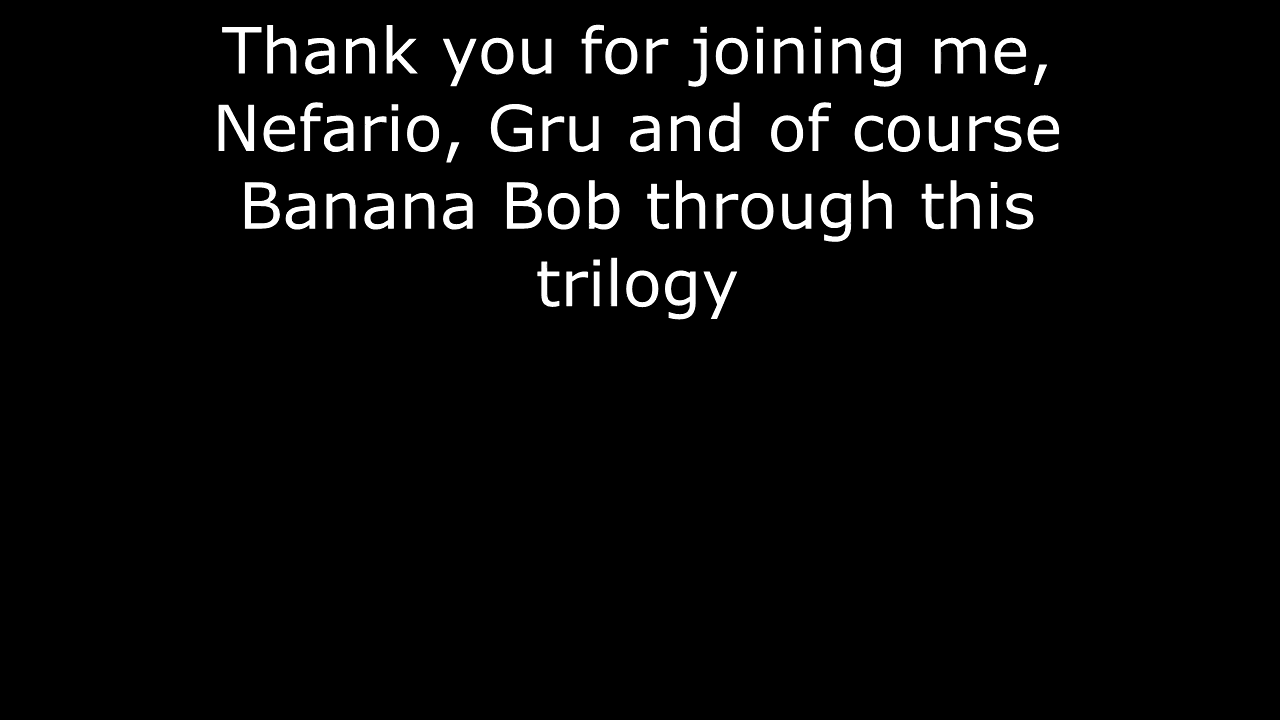 Thank you for joining me,
Nefario, Gru and of course
Banana Bob through this
trilogy